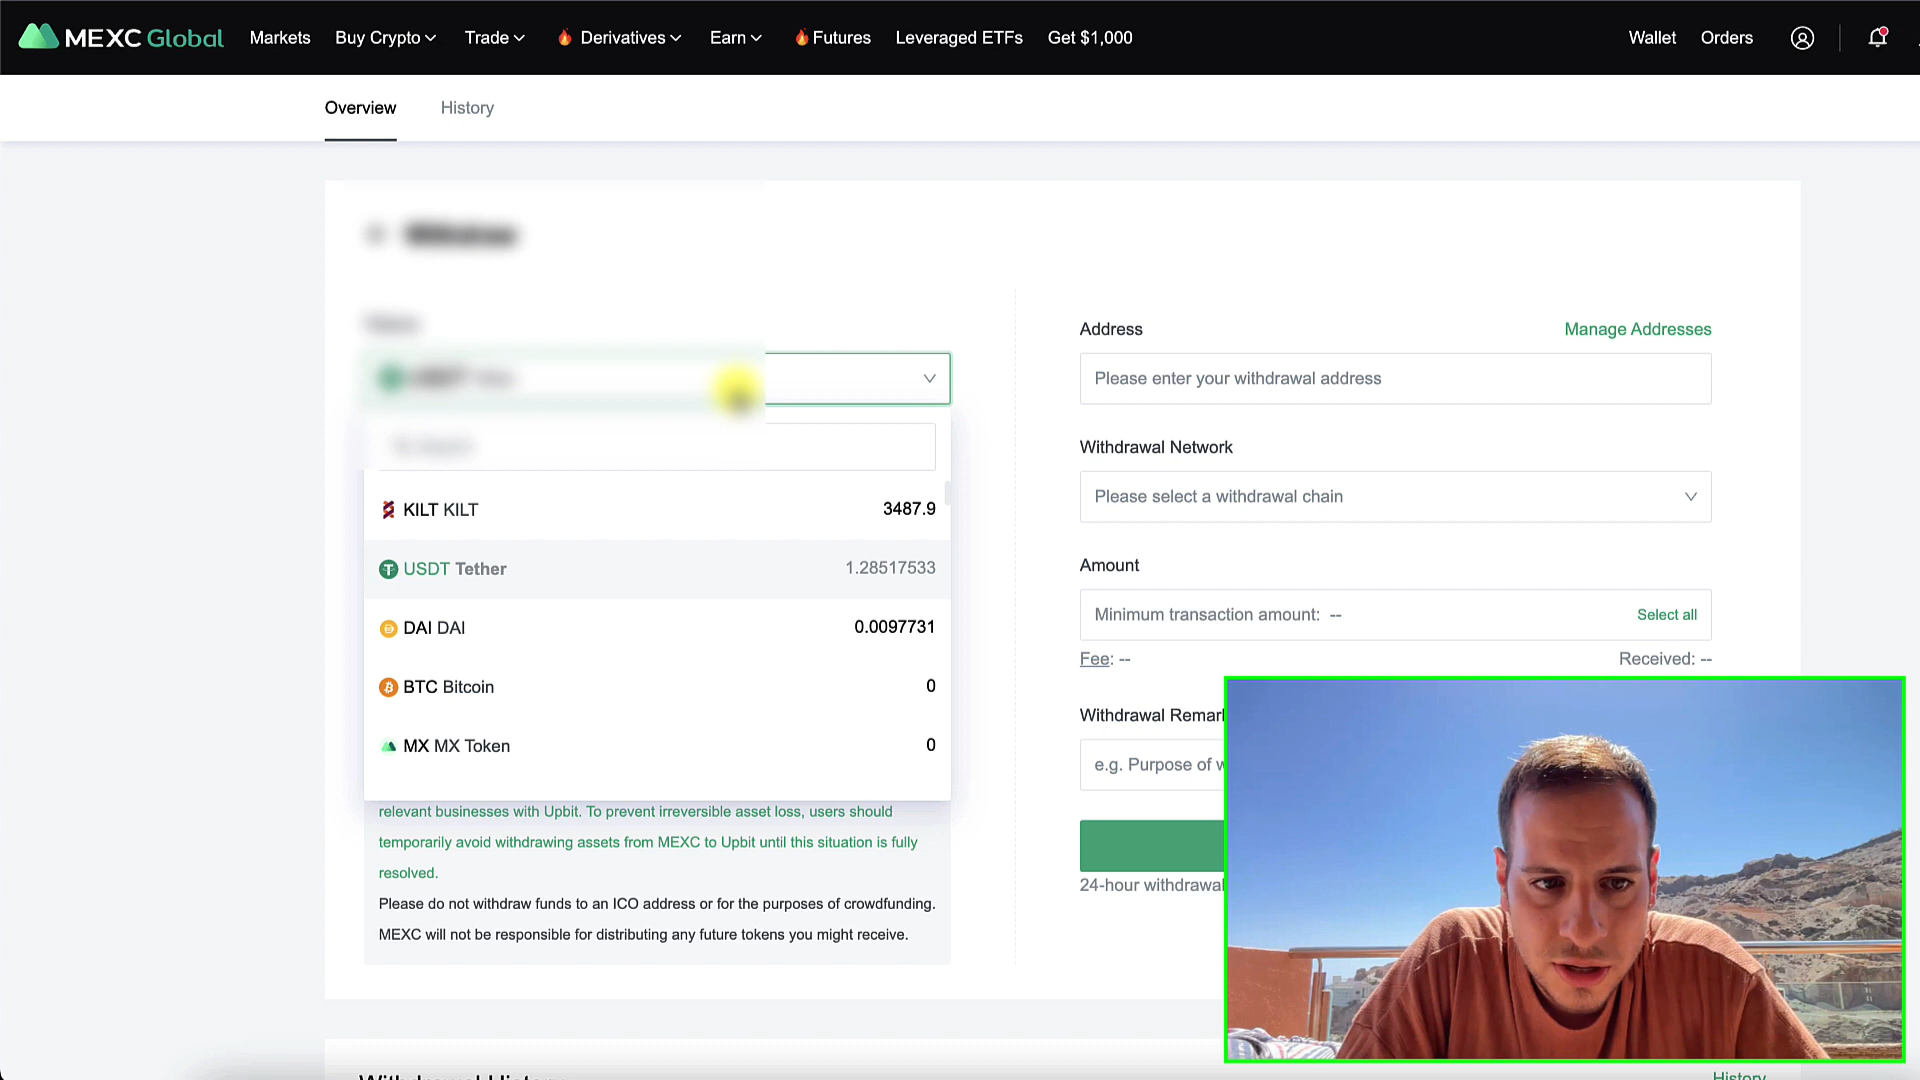 MEXC Global Markets Buy Crypto Trade Derivatives Earn Futures Leveraged ETFs Get $1,000 Wallet Orders
Overview History
Address Manage Addresses
Please enter your withdrawal address
Withdrawal Network
Please select a withdrawal chain
KILT KILT 3487.9
USDT Tether 1.28517533
DAI DAI 0.0097731
BTC Bitcoin 0
MX MX Token 0
Amount
Minimum transaction amount: -- Select all
Fee: -- Received: --
Withdrawal Remark
e.g. Purpose of w
24-hour withdrawal
relevant businesses with Upbit. To prevent irreversible asset loss, users should
temporarily avoid withdrawing assets from MEXC to Upbit until this situation is fully
resolved.
Please do not withdraw funds to an ICO address or for the purposes of crowdfunding.
MEXC will not be responsible for distributing any future tokens you might receive.
Withdrawal History
History